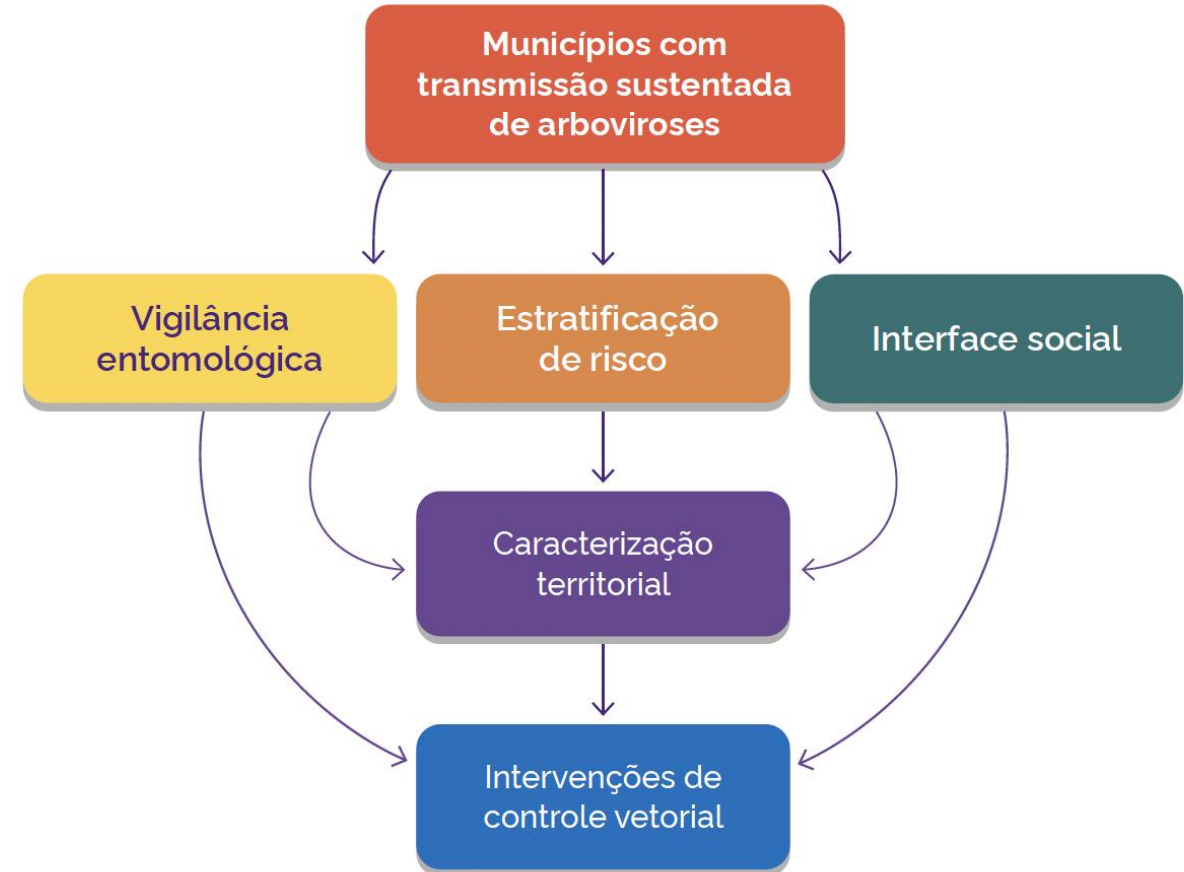 Municípios com
transmissão sustentada
de arboviroses
Vigilância
entomológica
Estratificação
de risco
Interface social
Caracterização
territorial
Intervenções de
controle vetorial